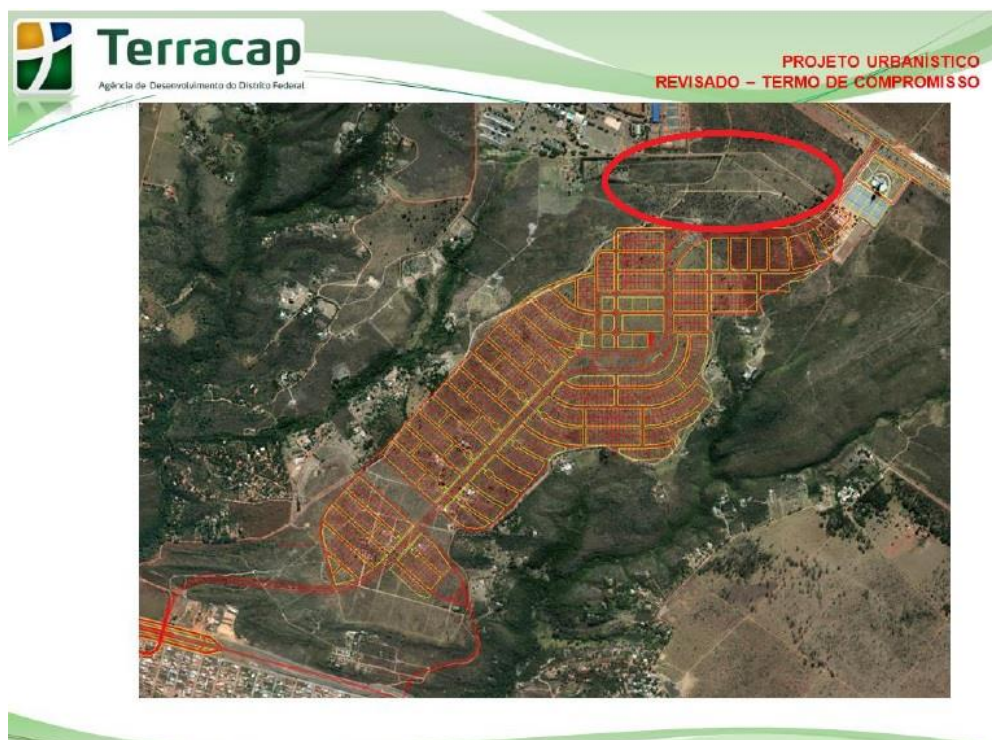 Terracap
Agência de Desenvolvimento do Distrito Federal
PROJETO URBANÍSTICO
REVISADO – TERMO DE COMPROMISSO